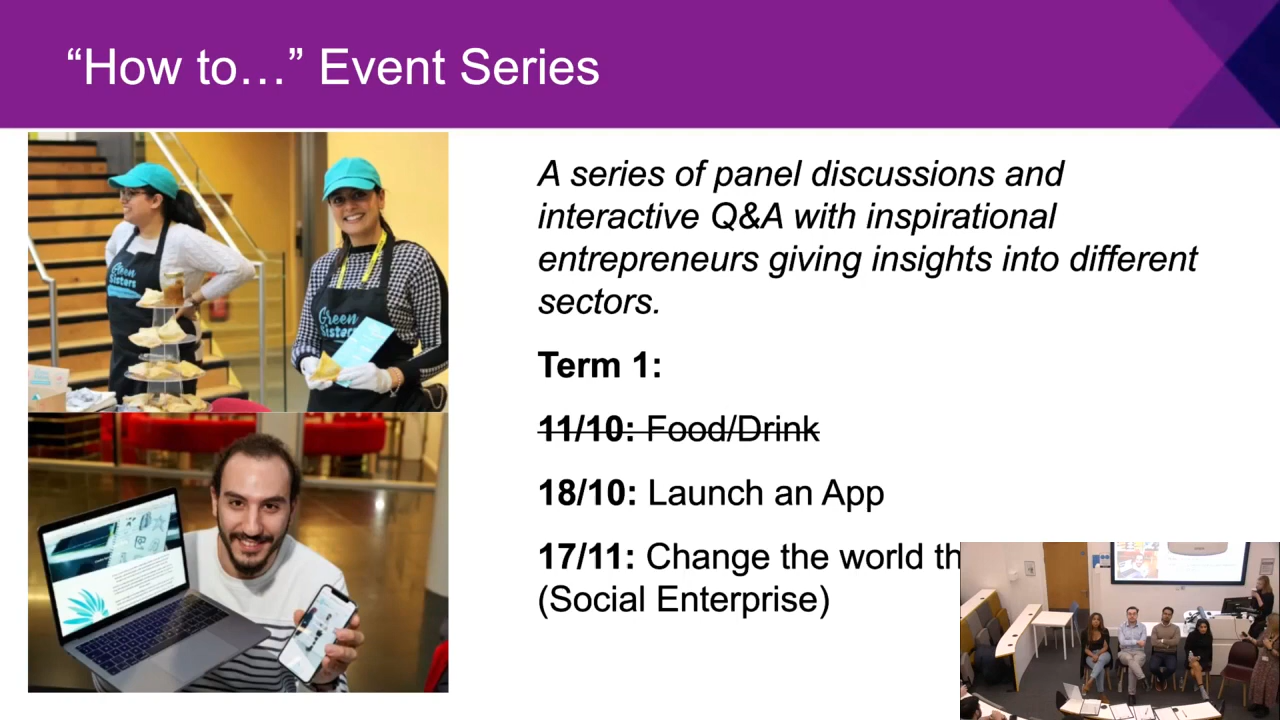 “How to…” Event Series
A series of panel discussions and
interactive Q&A with inspirational
entrepreneurs giving insights into different
sectors.
Term 1:
11/10: Food/Drink
18/10: Launch an App
17/11: Change the world th
(Social Enterprise)
Green
Sisters
Green
Sisters